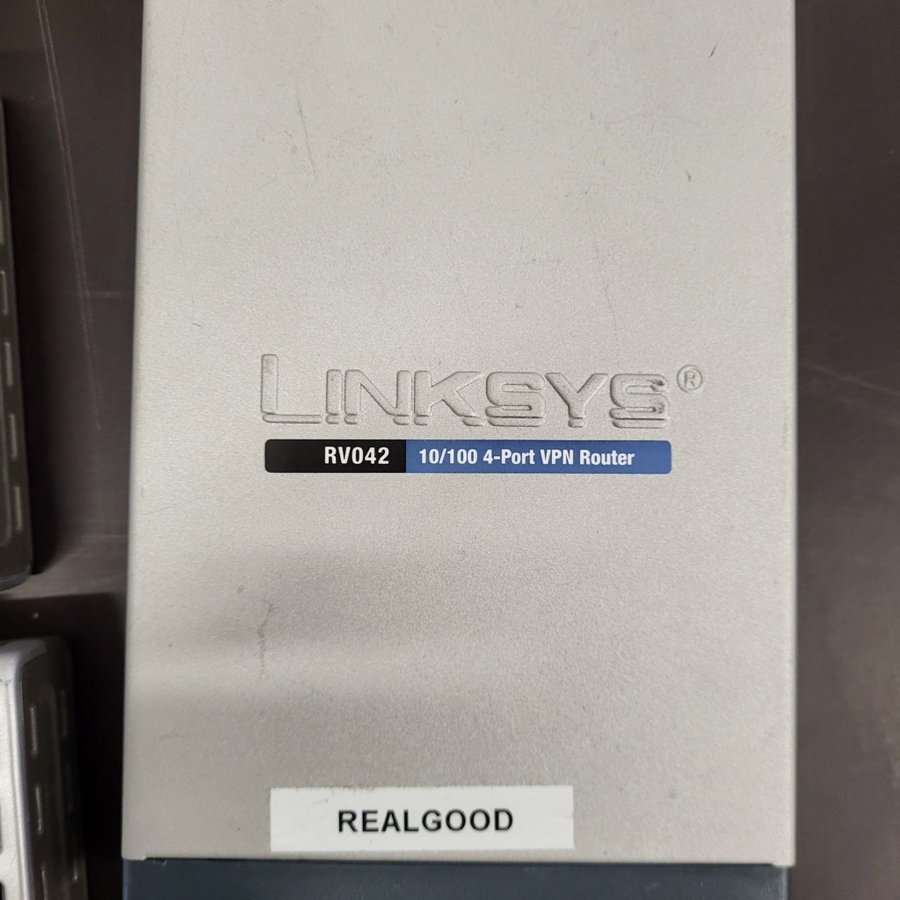 LINKSYS®
RV042 10/100 4-Port VPN Router
REALGOOD